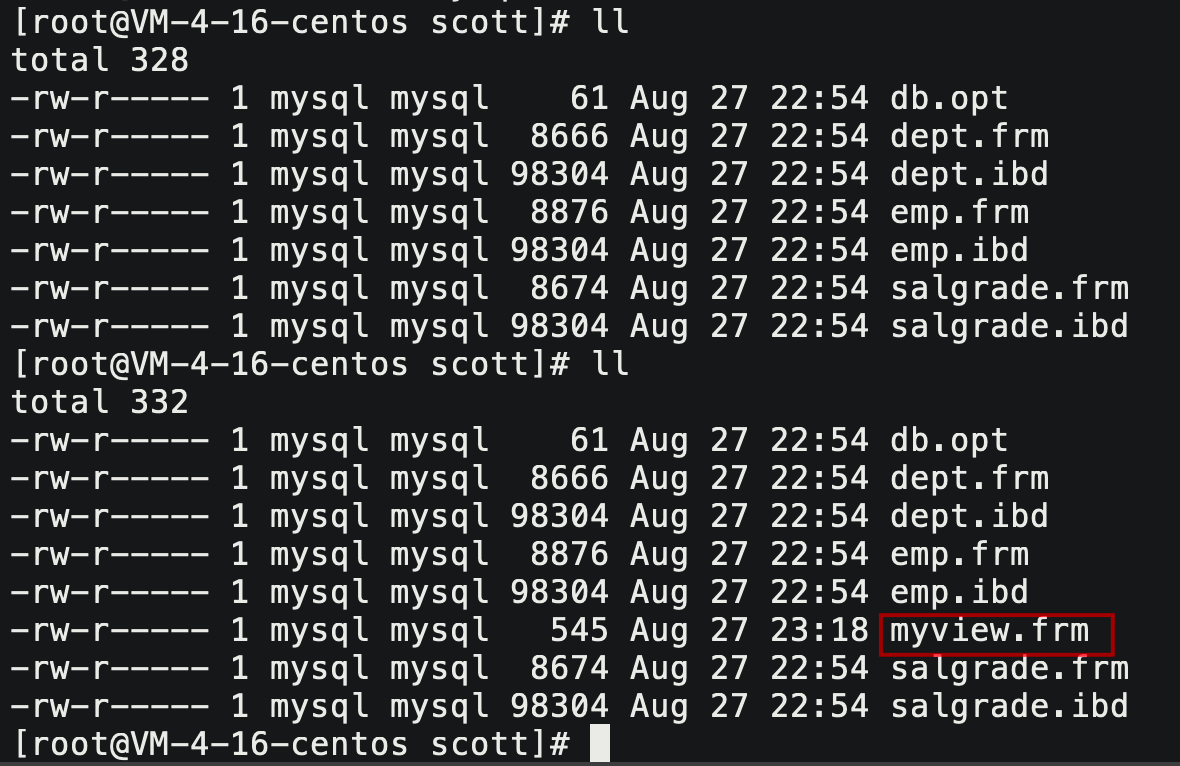 [root@VM-4-16-centos scott]# ll
total 328
-rw-r----- 1 mysql mysql    61 Aug 27 22:54 db.opt
-rw-r----- 1 mysql mysql  8666 Aug 27 22:54 dept.frm
-rw-r----- 1 mysql mysql 98304 Aug 27 22:54 dept.ibd
-rw-r----- 1 mysql mysql  8876 Aug 27 22:54 emp.frm
-rw-r----- 1 mysql mysql 98304 Aug 27 22:54 emp.ibd
-rw-r----- 1 mysql mysql  8674 Aug 27 22:54 salgrade.frm
-rw-r----- 1 mysql mysql 98304 Aug 27 22:54 salgrade.ibd
[root@VM-4-16-centos scott]# ll
total 332
-rw-r----- 1 mysql mysql    61 Aug 27 22:54 db.opt
-rw-r----- 1 mysql mysql  8666 Aug 27 22:54 dept.frm
-rw-r----- 1 mysql mysql 98304 Aug 27 22:54 dept.ibd
-rw-r----- 1 mysql mysql  8876 Aug 27 22:54 emp.frm
-rw-r----- 1 mysql mysql 98304 Aug 27 22:54 emp.ibd
-rw-r----- 1 mysql mysql   545 Aug 27 23:18 myview.frm
-rw-r----- 1 mysql mysql  8674 Aug 27 22:54 salgrade.frm
-rw-r----- 1 mysql mysql 98304 Aug 27 22:54 salgrade.ibd
[root@VM-4-16-centos scott]#